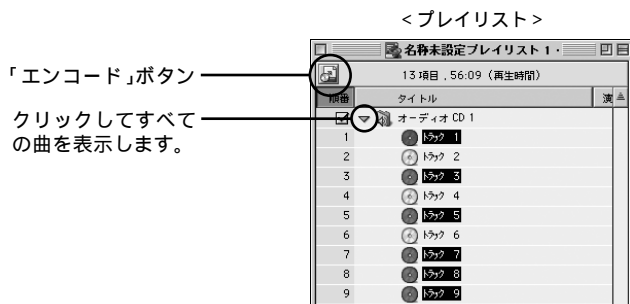 ＜プレイリスト＞
名称未設定プレイリスト 1・
「エンコード」ボタン
13項目 , 56:09 (再生時間)
順番 タイトル 演
クリックしてすべて
の曲を表示します。
オーディオ CD 1
1 トラック 1
2 トラック 2
3 トラック 3
4 トラック 4
5 トラック 5
6 トラック 6
7 トラック 7
8 トラック 8
9 トラック 9